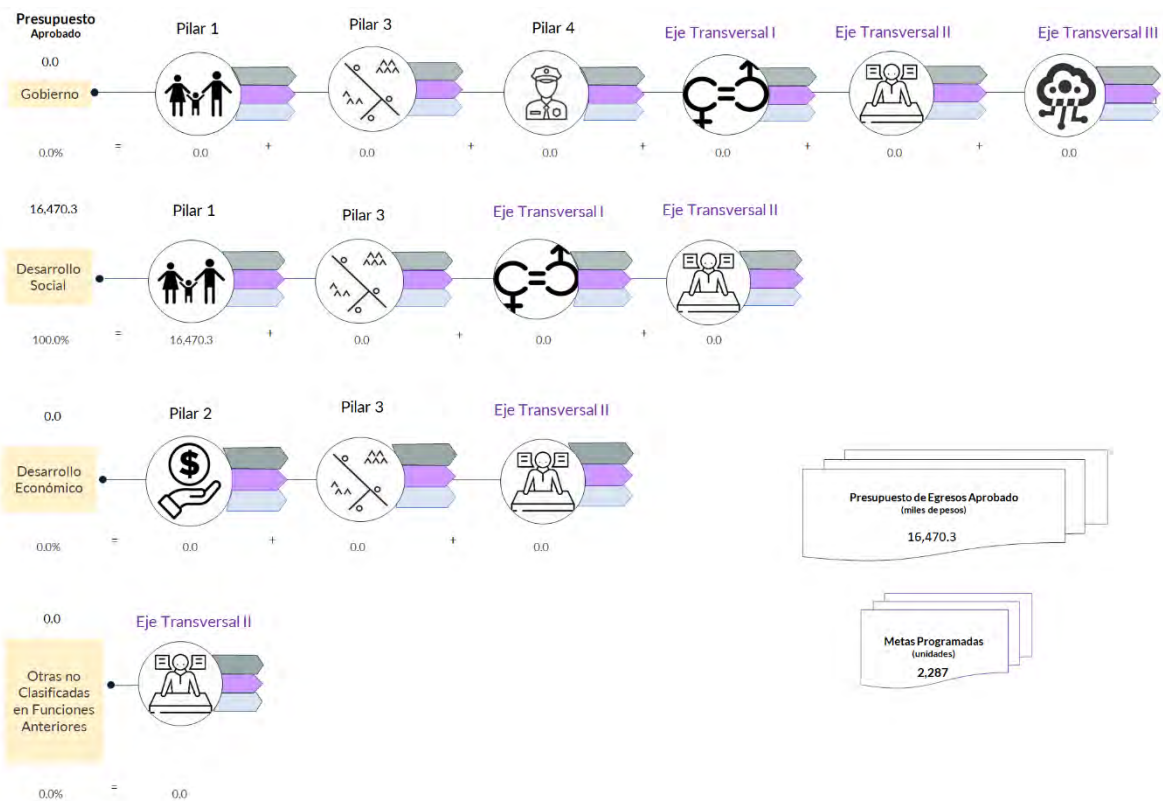 Presupuesto
Aprobado
0.0
Gobierno
0.0%
Pilar 1
Pilar 3
Pilar 4
Eje Transversal I
Eje Transversal II
Eje Transversal III
= 0.0 + 0.0 + 0.0 + 0.0 + 0.0 + 0.0
16,470.3
Desarrollo
Social
100.0%
Pilar 1
Pilar 3
Eje Transversal I
Eje Transversal II
= 16,470.3 + 0.0 + 0.0 + 0.0
0.0
Desarrollo
Económico
0.0%
Pilar 2
Pilar 3
Eje Transversal II
= 0.0 + 0.0 + 0.0
Presupuesto de Egresos Aprobado
(miles de pesos)
16,470.3
0.0
Otras no
Clasificadas
en Funciones
Anteriores
0.0%
Eje Transversal II
= 0.0
Metas Programadas
(unidades)
2,287